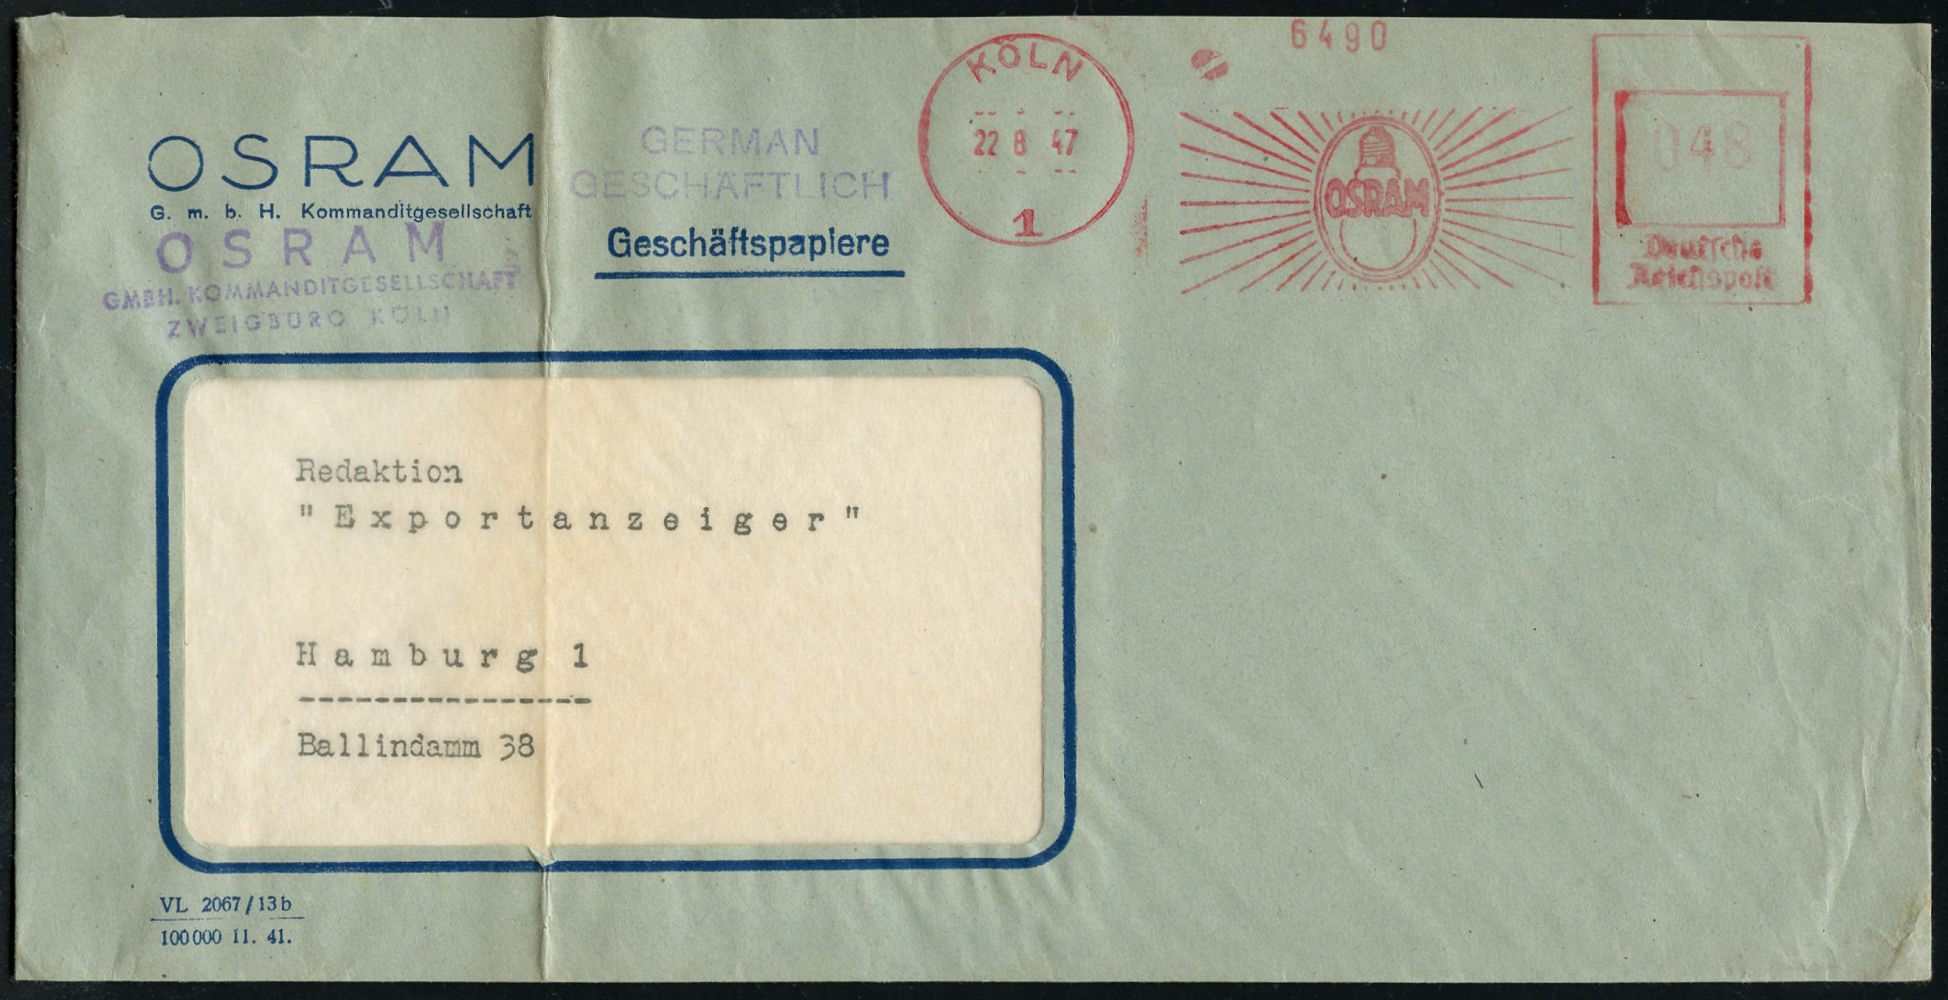 6490
KÖLN
22 8 47
1
OSRAM
048
Deutsche
Reichspost
OSRAM
G. m. b. H. Kommanditgesellschaft
GERMAN
GESCHÄFTLICH
Geschäftspapiere
OSRAM
GMBH. KOMMANDITGESELLSCHAFT
ZWEIGBÜRO KÖLN
Redaktion
"Exportanzeiger"
Hamburg 1
Ballindamm 38
VL 2067/13b
100000 11. 41.